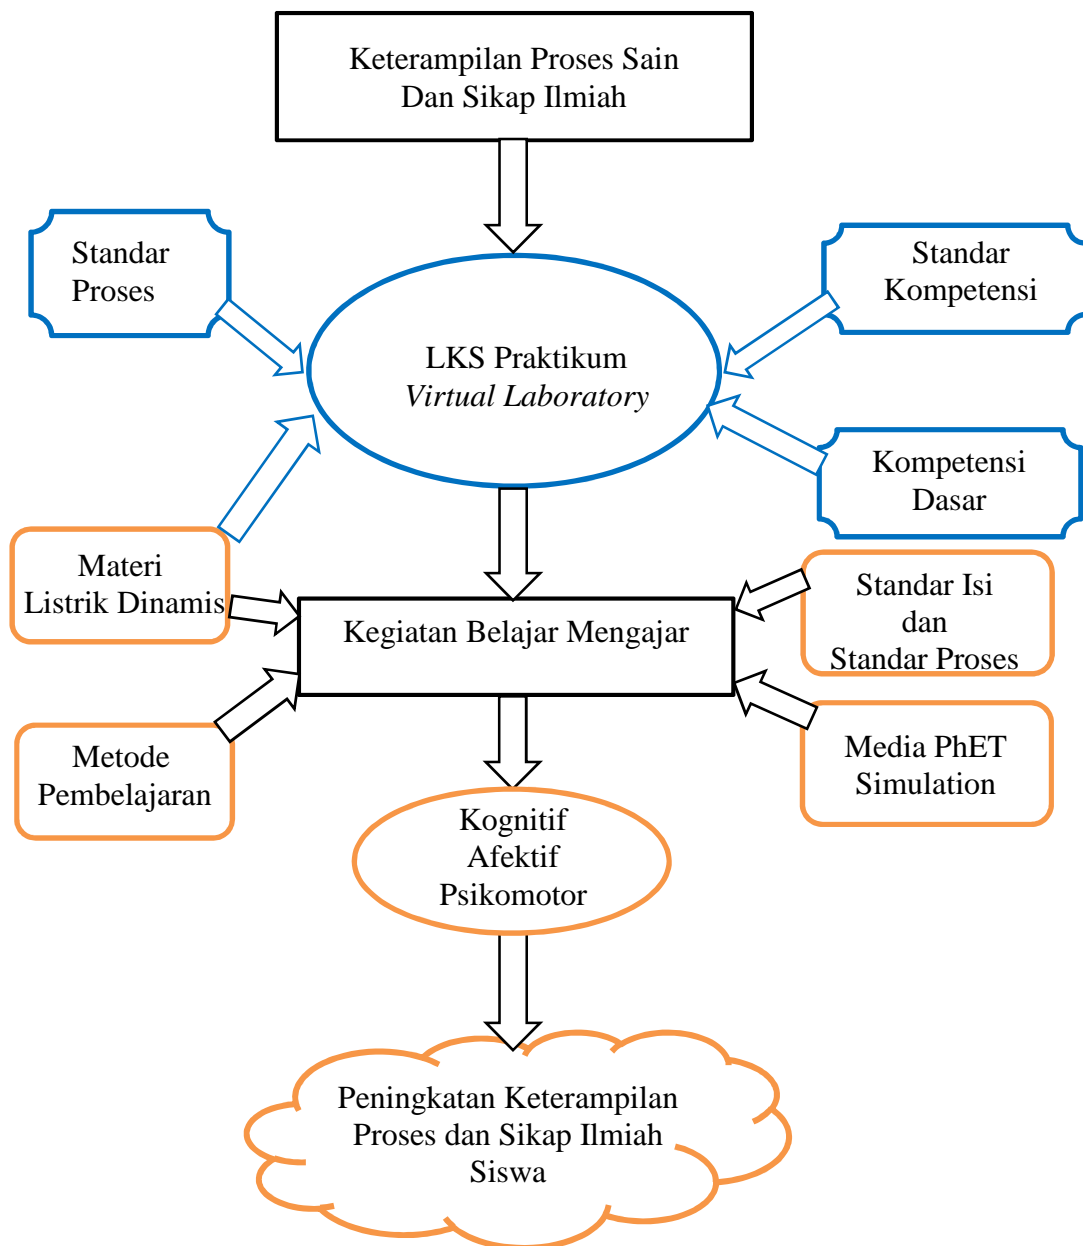 Keterampilan Proses Sain
Dan Sikap Ilmiah
Standar
Proses
Standar
Kompetensi
LKS Praktikum
Virtual Laboratory
Kompetensi
Dasar
Materi
Listrik Dinamis
Standar Isi
dan
Standar Proses
Kegiatan Belajar Mengajar
Metode
Pembelajaran
Media PhET
Simulation
Kognitif
Afektif
Psikomotor
Peningkatan Keterampilan
Proses dan Sikap Ilmiah
Siswa